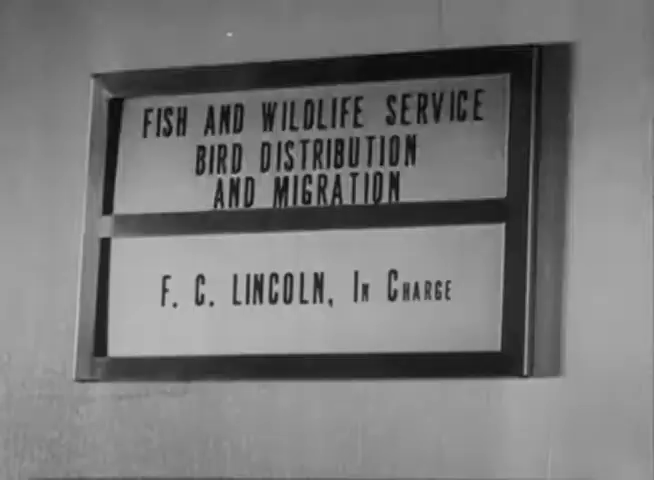 FISH AND WILDLIFE SERVICE
BIRD DISTRIBUTION
AND MIGRATION
F. C. LINCOLN, In Charge